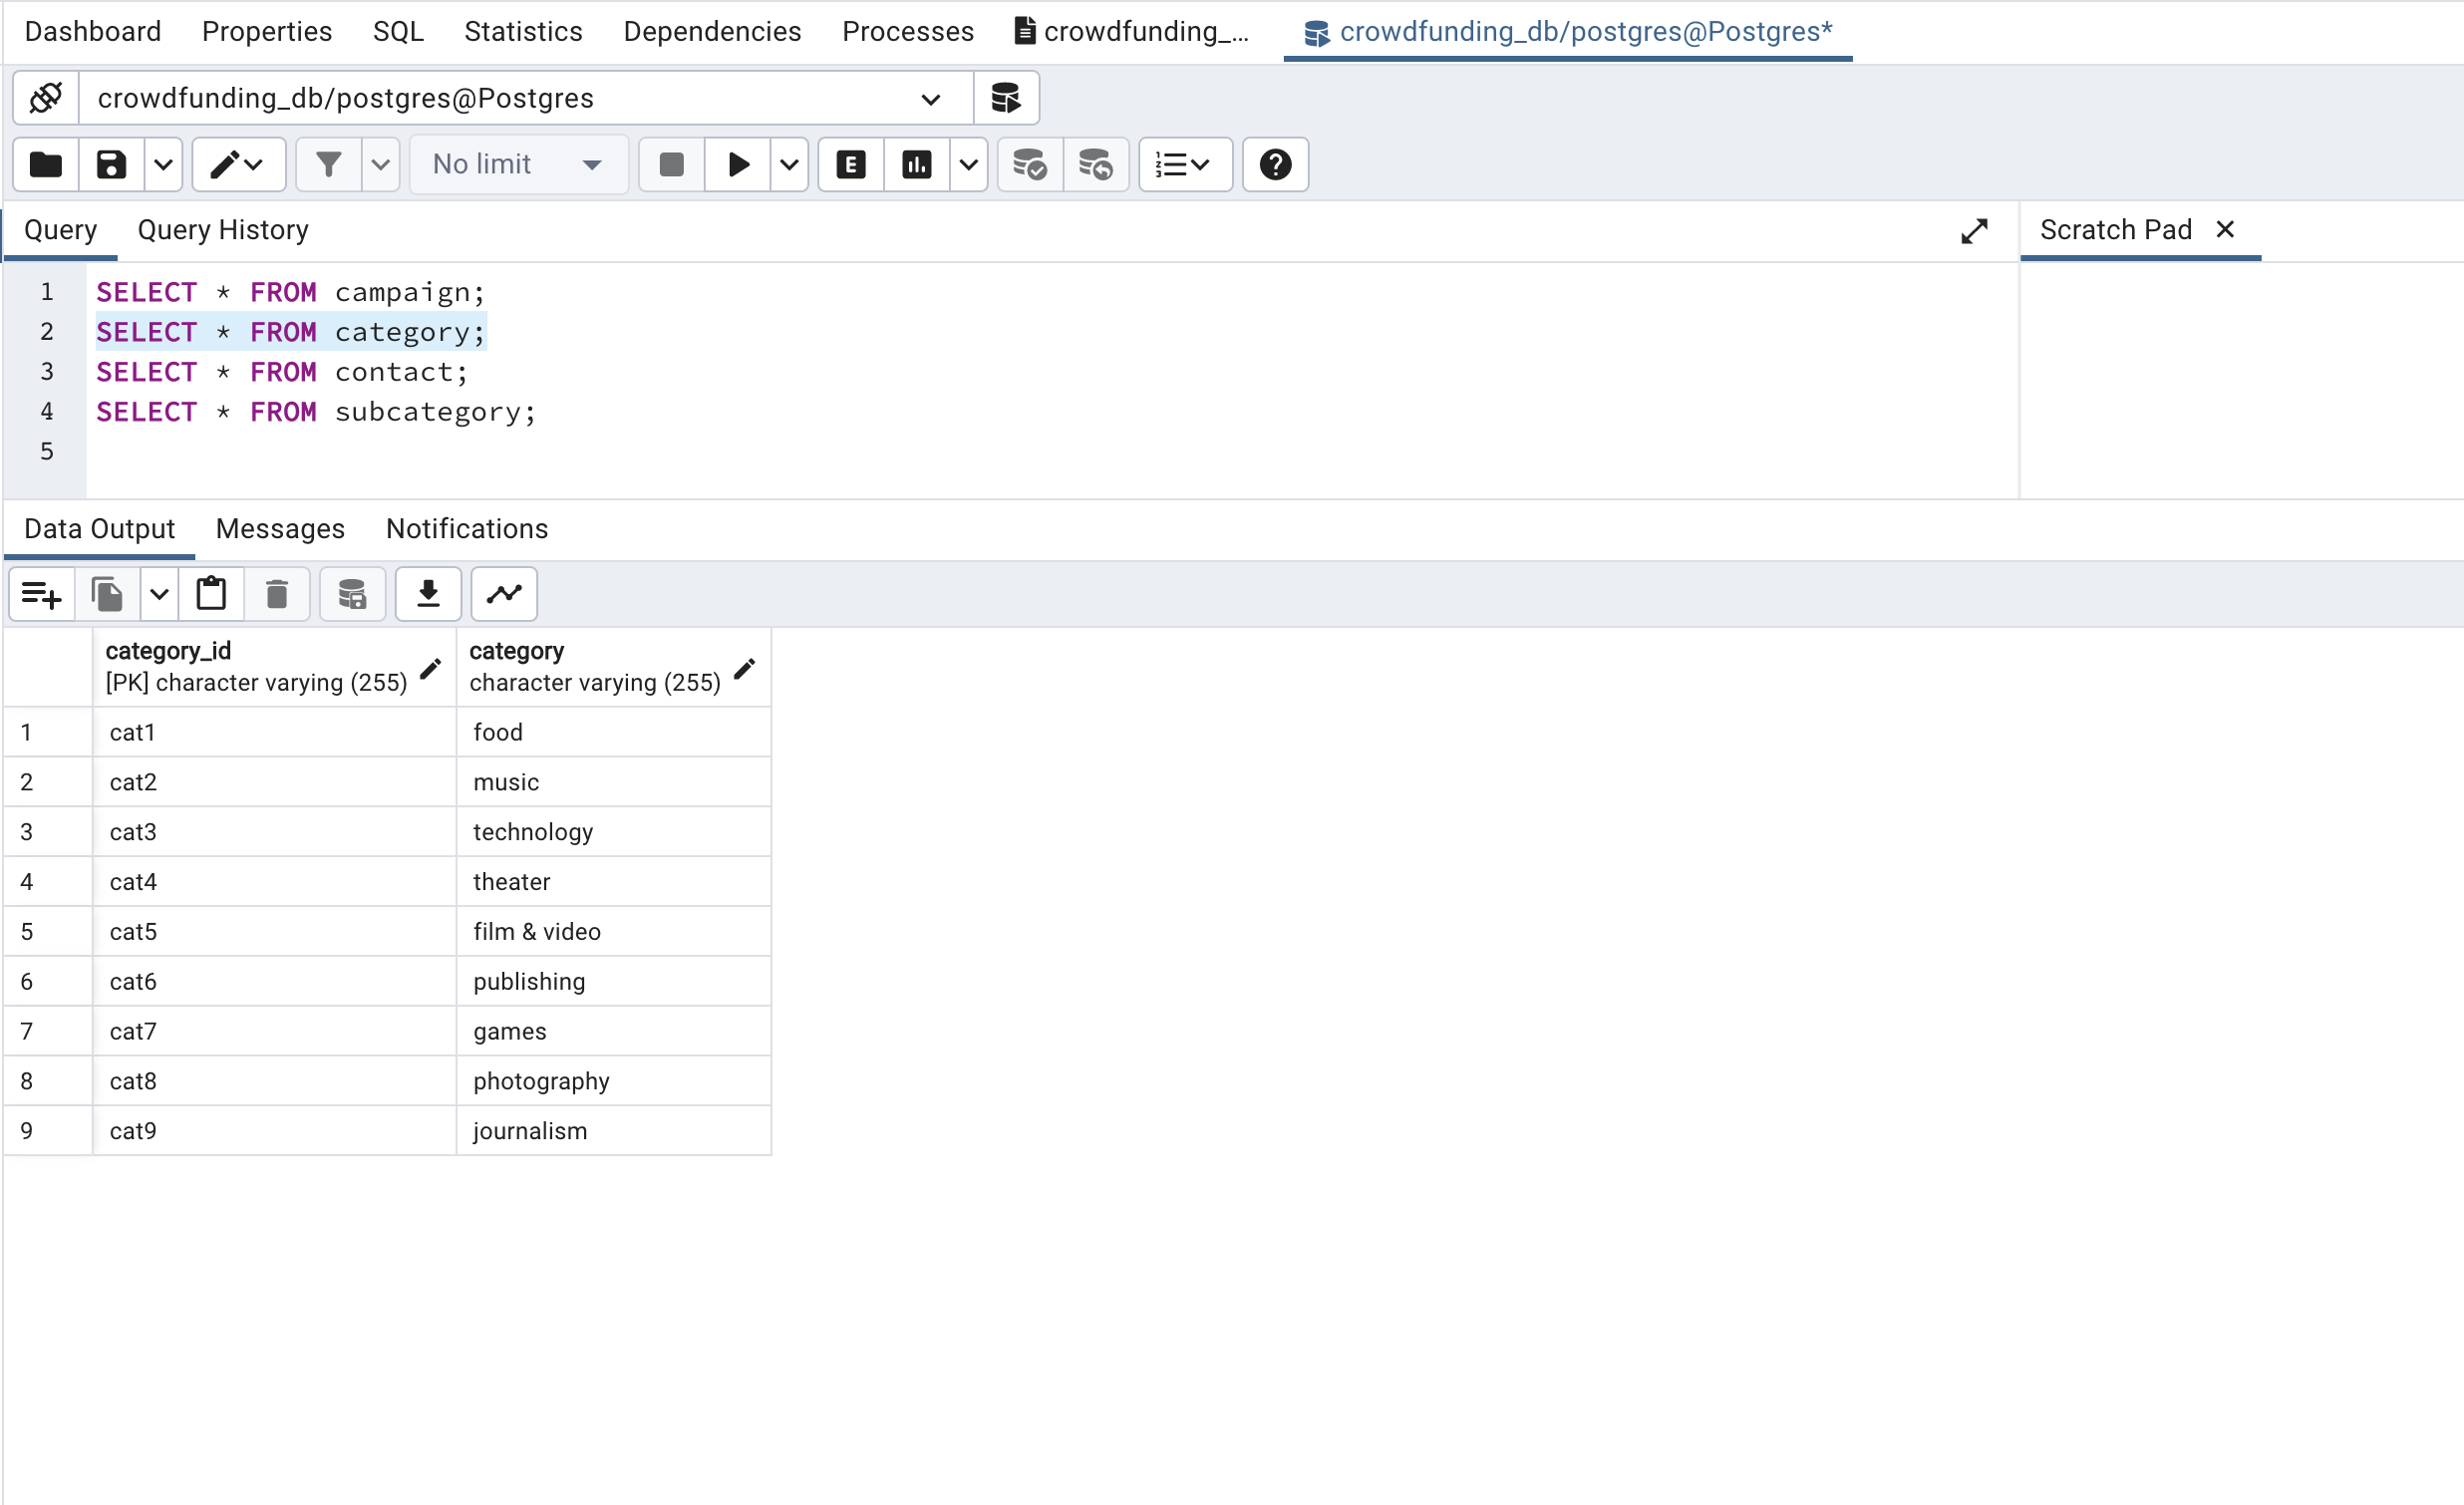 Dashboard Properties SQL Statistics Dependencies Processes crowdfunding_... crowdfunding_db/postgres@Postgres*
crowdfunding_db/postgres@Postgres
No limit E
Query Query History Scratch Pad
1 SELECT * FROM campaign;
2 SELECT * FROM category;
3 SELECT * FROM contact;
4 SELECT * FROM subcategory;
5
Data Output Messages Notifications
category_id category
[PK] character varying (255) character varying (255)
1 cat1 food
2 cat2 music
3 cat3 technology
4 cat4 theater
5 cat5 film & video
6 cat6 publishing
7 cat7 games
8 cat8 photography
9 cat9 journalism